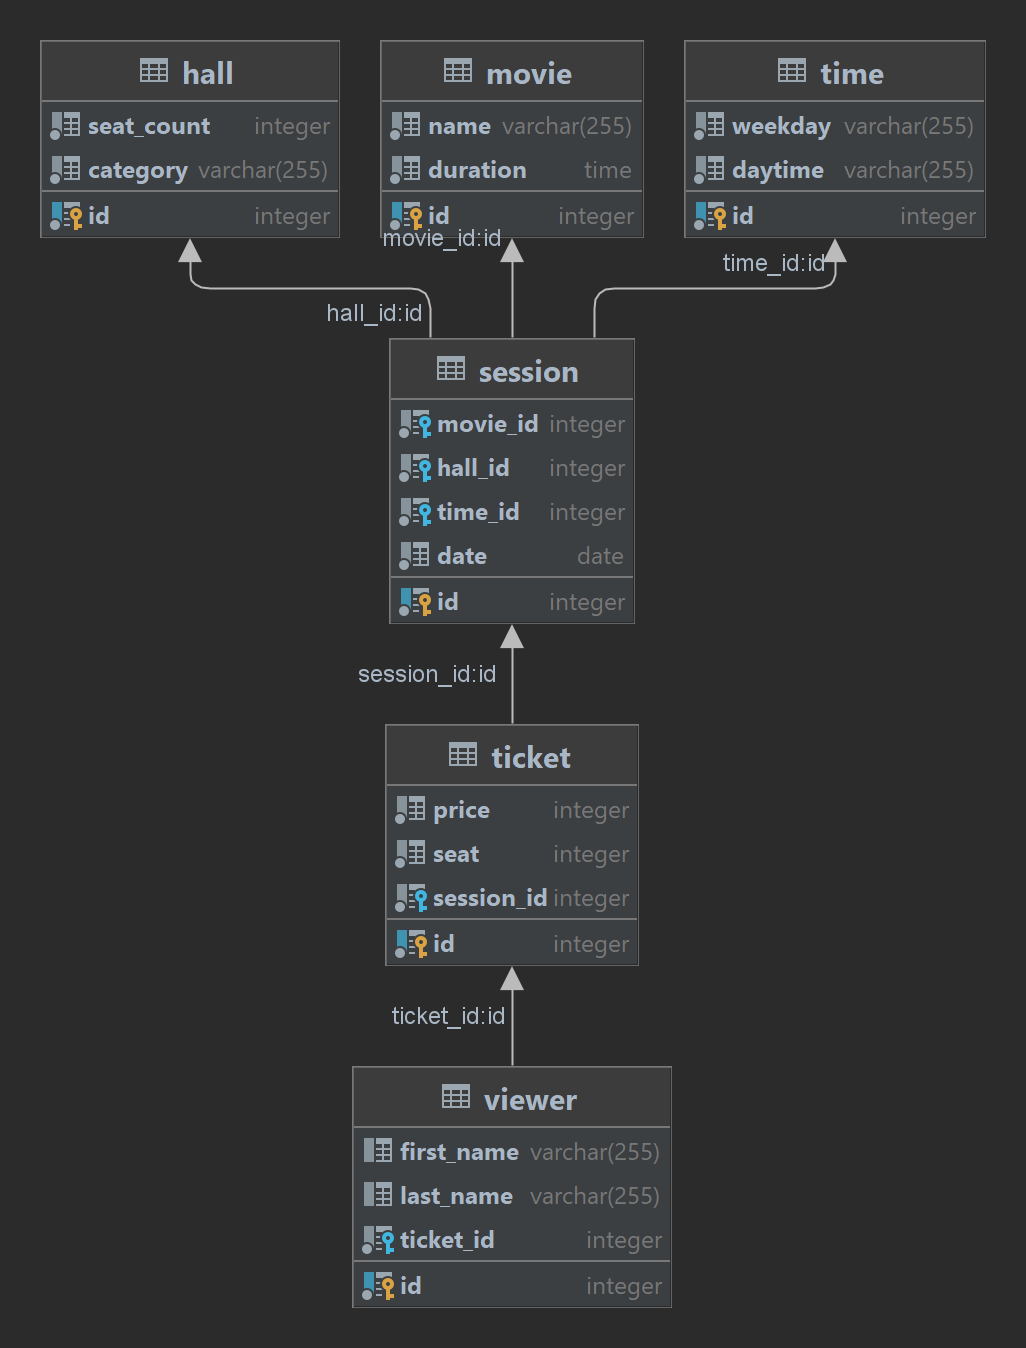 hall
seat_count integer
category varchar(255)
id integer
movie
name varchar(255)
duration time
id integer
time
weekday varchar(255)
daytime varchar(255)
id integer
movie_id:id
time_id:id
hall_id:id
session
movie_id integer
hall_id integer
time_id integer
date date
id integer
session_id:id
ticket
price integer
seat integer
session_id integer
id integer
ticket_id:id
viewer
first_name varchar(255)
last_name varchar(255)
ticket_id integer
id integer